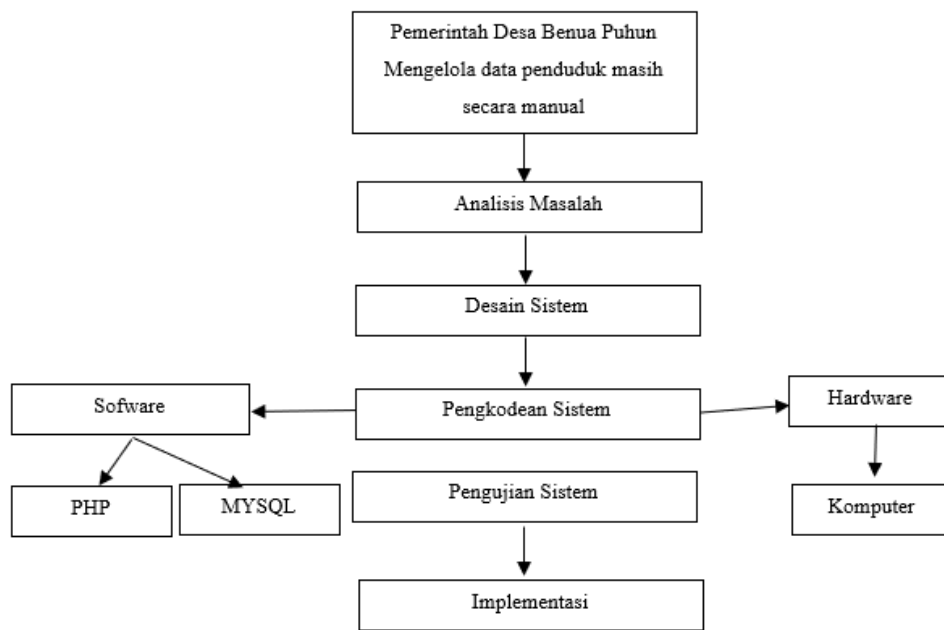 Pemerintah Desa Benua Puhun
Mengelola data penduduk masih
secara manual
Analisis Masalah
Desain Sistem
Sofware
Pengkodean Sistem
Hardware
PHP
MYSQL
Pengujian Sistem
Komputer
Implementasi